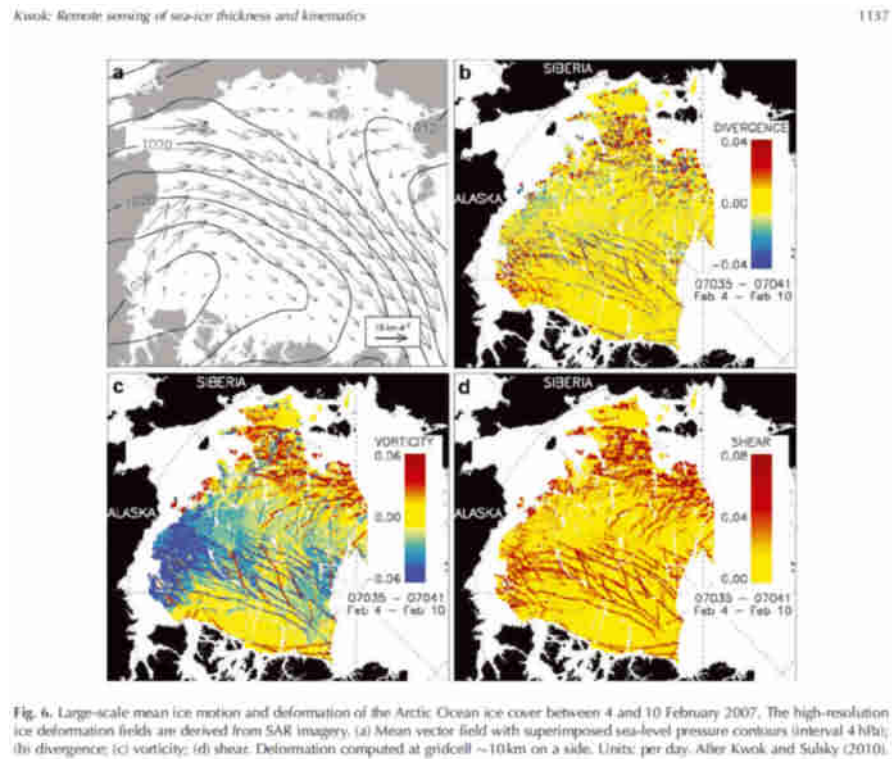 Kwok: Remote sensing of sea-ice thickness and kinematics
1137
a
1020
b
SIBERIA
DIVERGENCE
0.04
0.00
-0.04
ALASKA
07035 - 07041
Feb 4 - Feb 10
c
SIBERIA
VORTICITY
0.06
0.00
-0.06
ALASKA
07035 - 07041
Feb 4 - Feb 10
d
SIBERIA
SHEAR
0.08
0.04
0.00
ALASKA
07035 - 07041
Feb 4 - Feb 10
Fig. 6. Large-scale mean ice motion and deformation of the Arctic Ocean ice cover between 4 and 10 February 2007. The high-resolution
ice deformation fields are derived from SAR imagery. (a) Mean vector field with superimposed sea-level pressure contours (interval 4 hPa);
(b) divergence; (c) vorticity; (d) shear. Deformation computed at gridcell ~10 km on a side. Units: per day. After Kwok and Sulsky (2010).